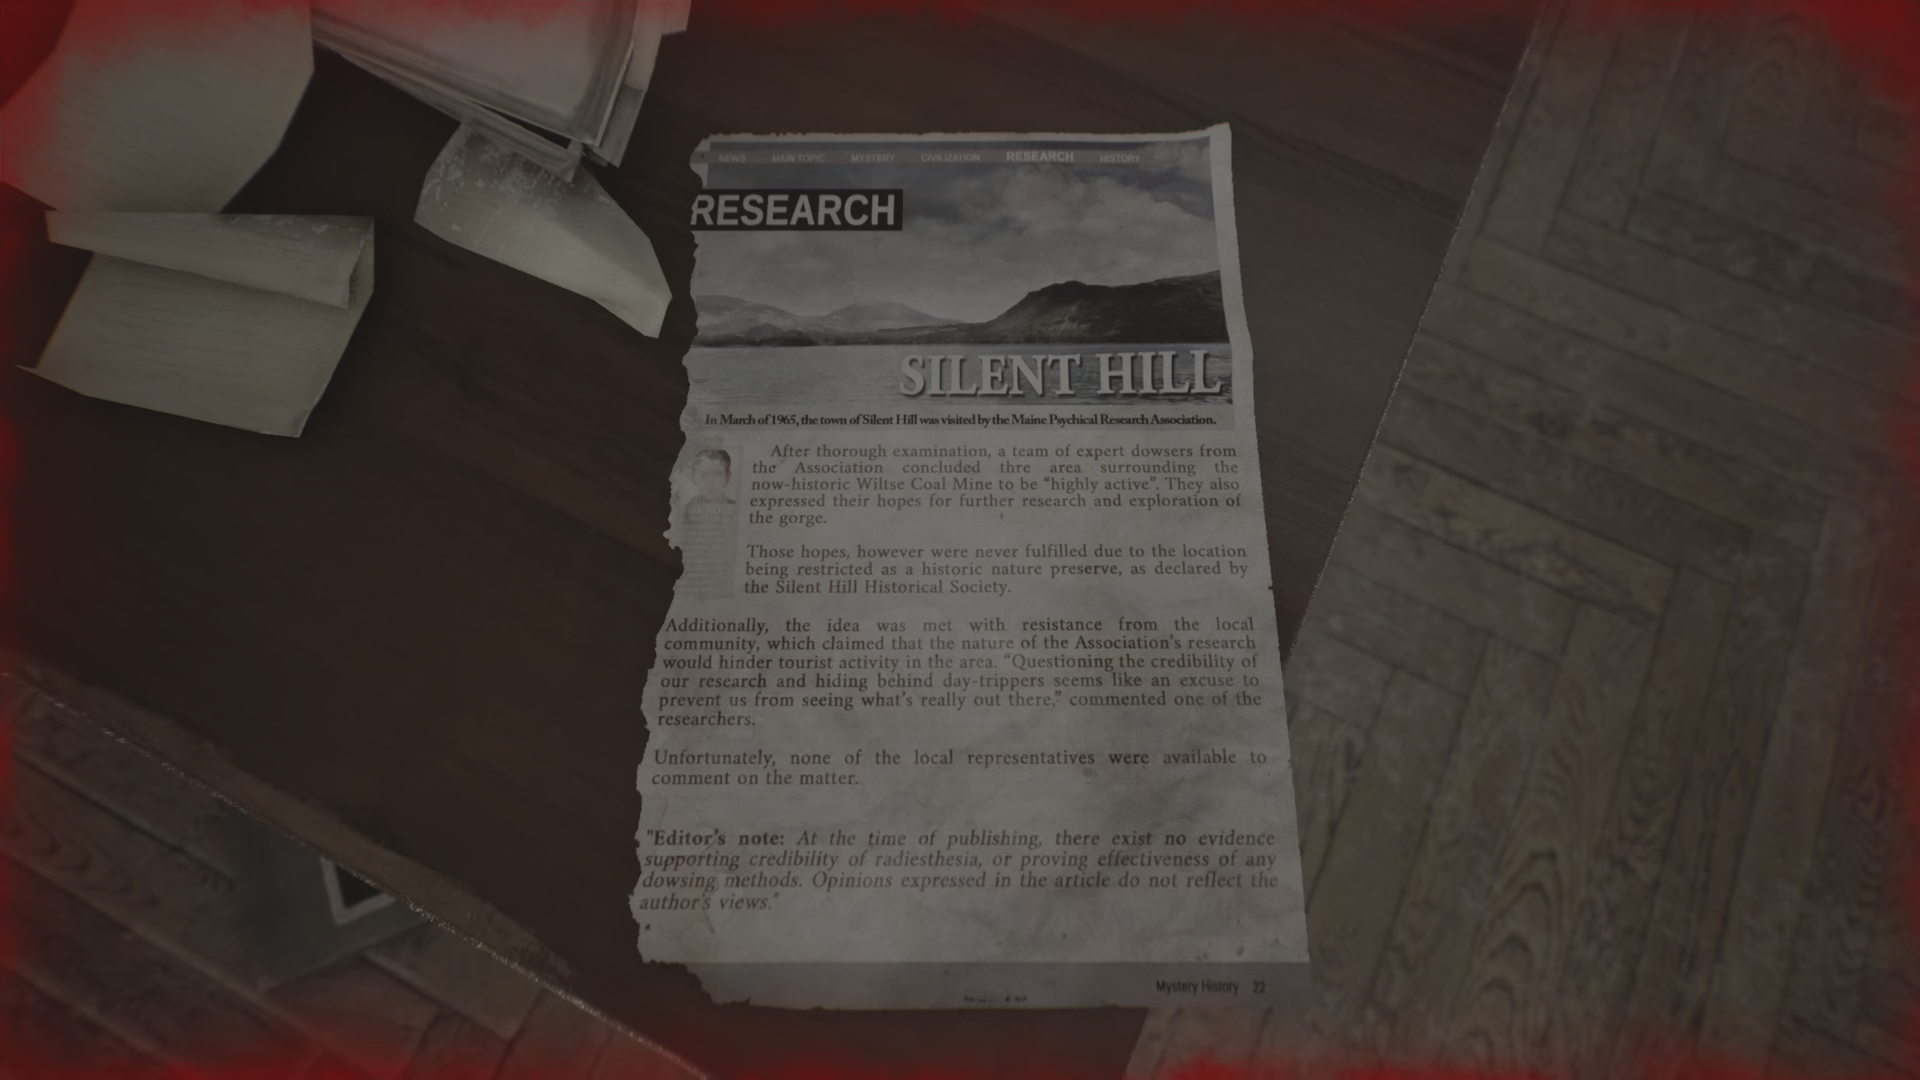 NEWS MAIN TOPIC MYSTERY CIVILIZATION RESEARCH HISTORY
RESEARCH
SILENT HILL
In March of 1965, the town of Silent Hill was visited by the Maine Psychical Research Association.
After thorough examination, a team of expert dowsers from
the Association concluded thre area surrounding the
now-historic Wiltse Coal Mine to be "highly active". They also
expressed their hopes for further research and exploration of
the gorge.
Those hopes, however were never fulfilled due to the location
being restricted as a historic nature preserve, as declared by
the Silent Hill Historical Society.
Additionally, the idea was met with resistance from the local
community, which claimed that the nature of the Association's research
would hinder tourist activity in the area. "Questioning the credibility of
our research and hiding behind day-trippers seems like an excuse to
prevent us from seeing what's really out there," commented one of the
researchers.
Unfortunately, none of the local representatives were available to
comment on the matter.
"Editor's note: At the time of publishing, there exist no evidence
supporting credibility of radiesthesia, or proving effectiveness of any
dowsing methods. Opinions expressed in the article do not reflect the
author's views."
Mystery History 22